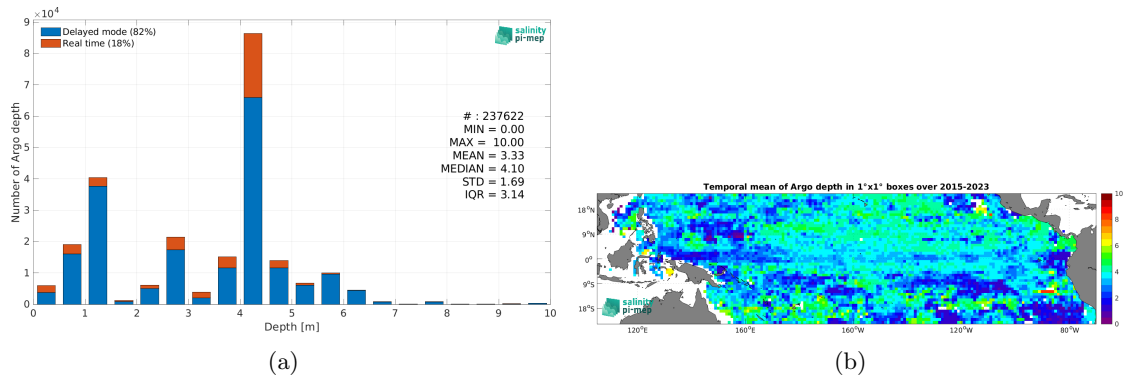 ×10⁴
9
8
7
6
5
4
3
2
1
0
Number of Argo depth
Delayed mode (82%)
Real time (18%)
salinity
pi-mep
# : 237622
MIN = 0.00
MAX = 10.00
MEAN = 3.33
MEDIAN = 4.10
STD = 1.69
IQR = 3.14
0 1 2 3 4 5 6 7 8 9 10
Depth [m]
(a)
Temporal mean of Argo depth in 1°x1° boxes over 2015-2023
18°N
9°N
0°
9°S
18°S
salinity
pi-mep
120°E 160°E 160°W 120°W 80°W
10
8
6
4
2
0
(b)